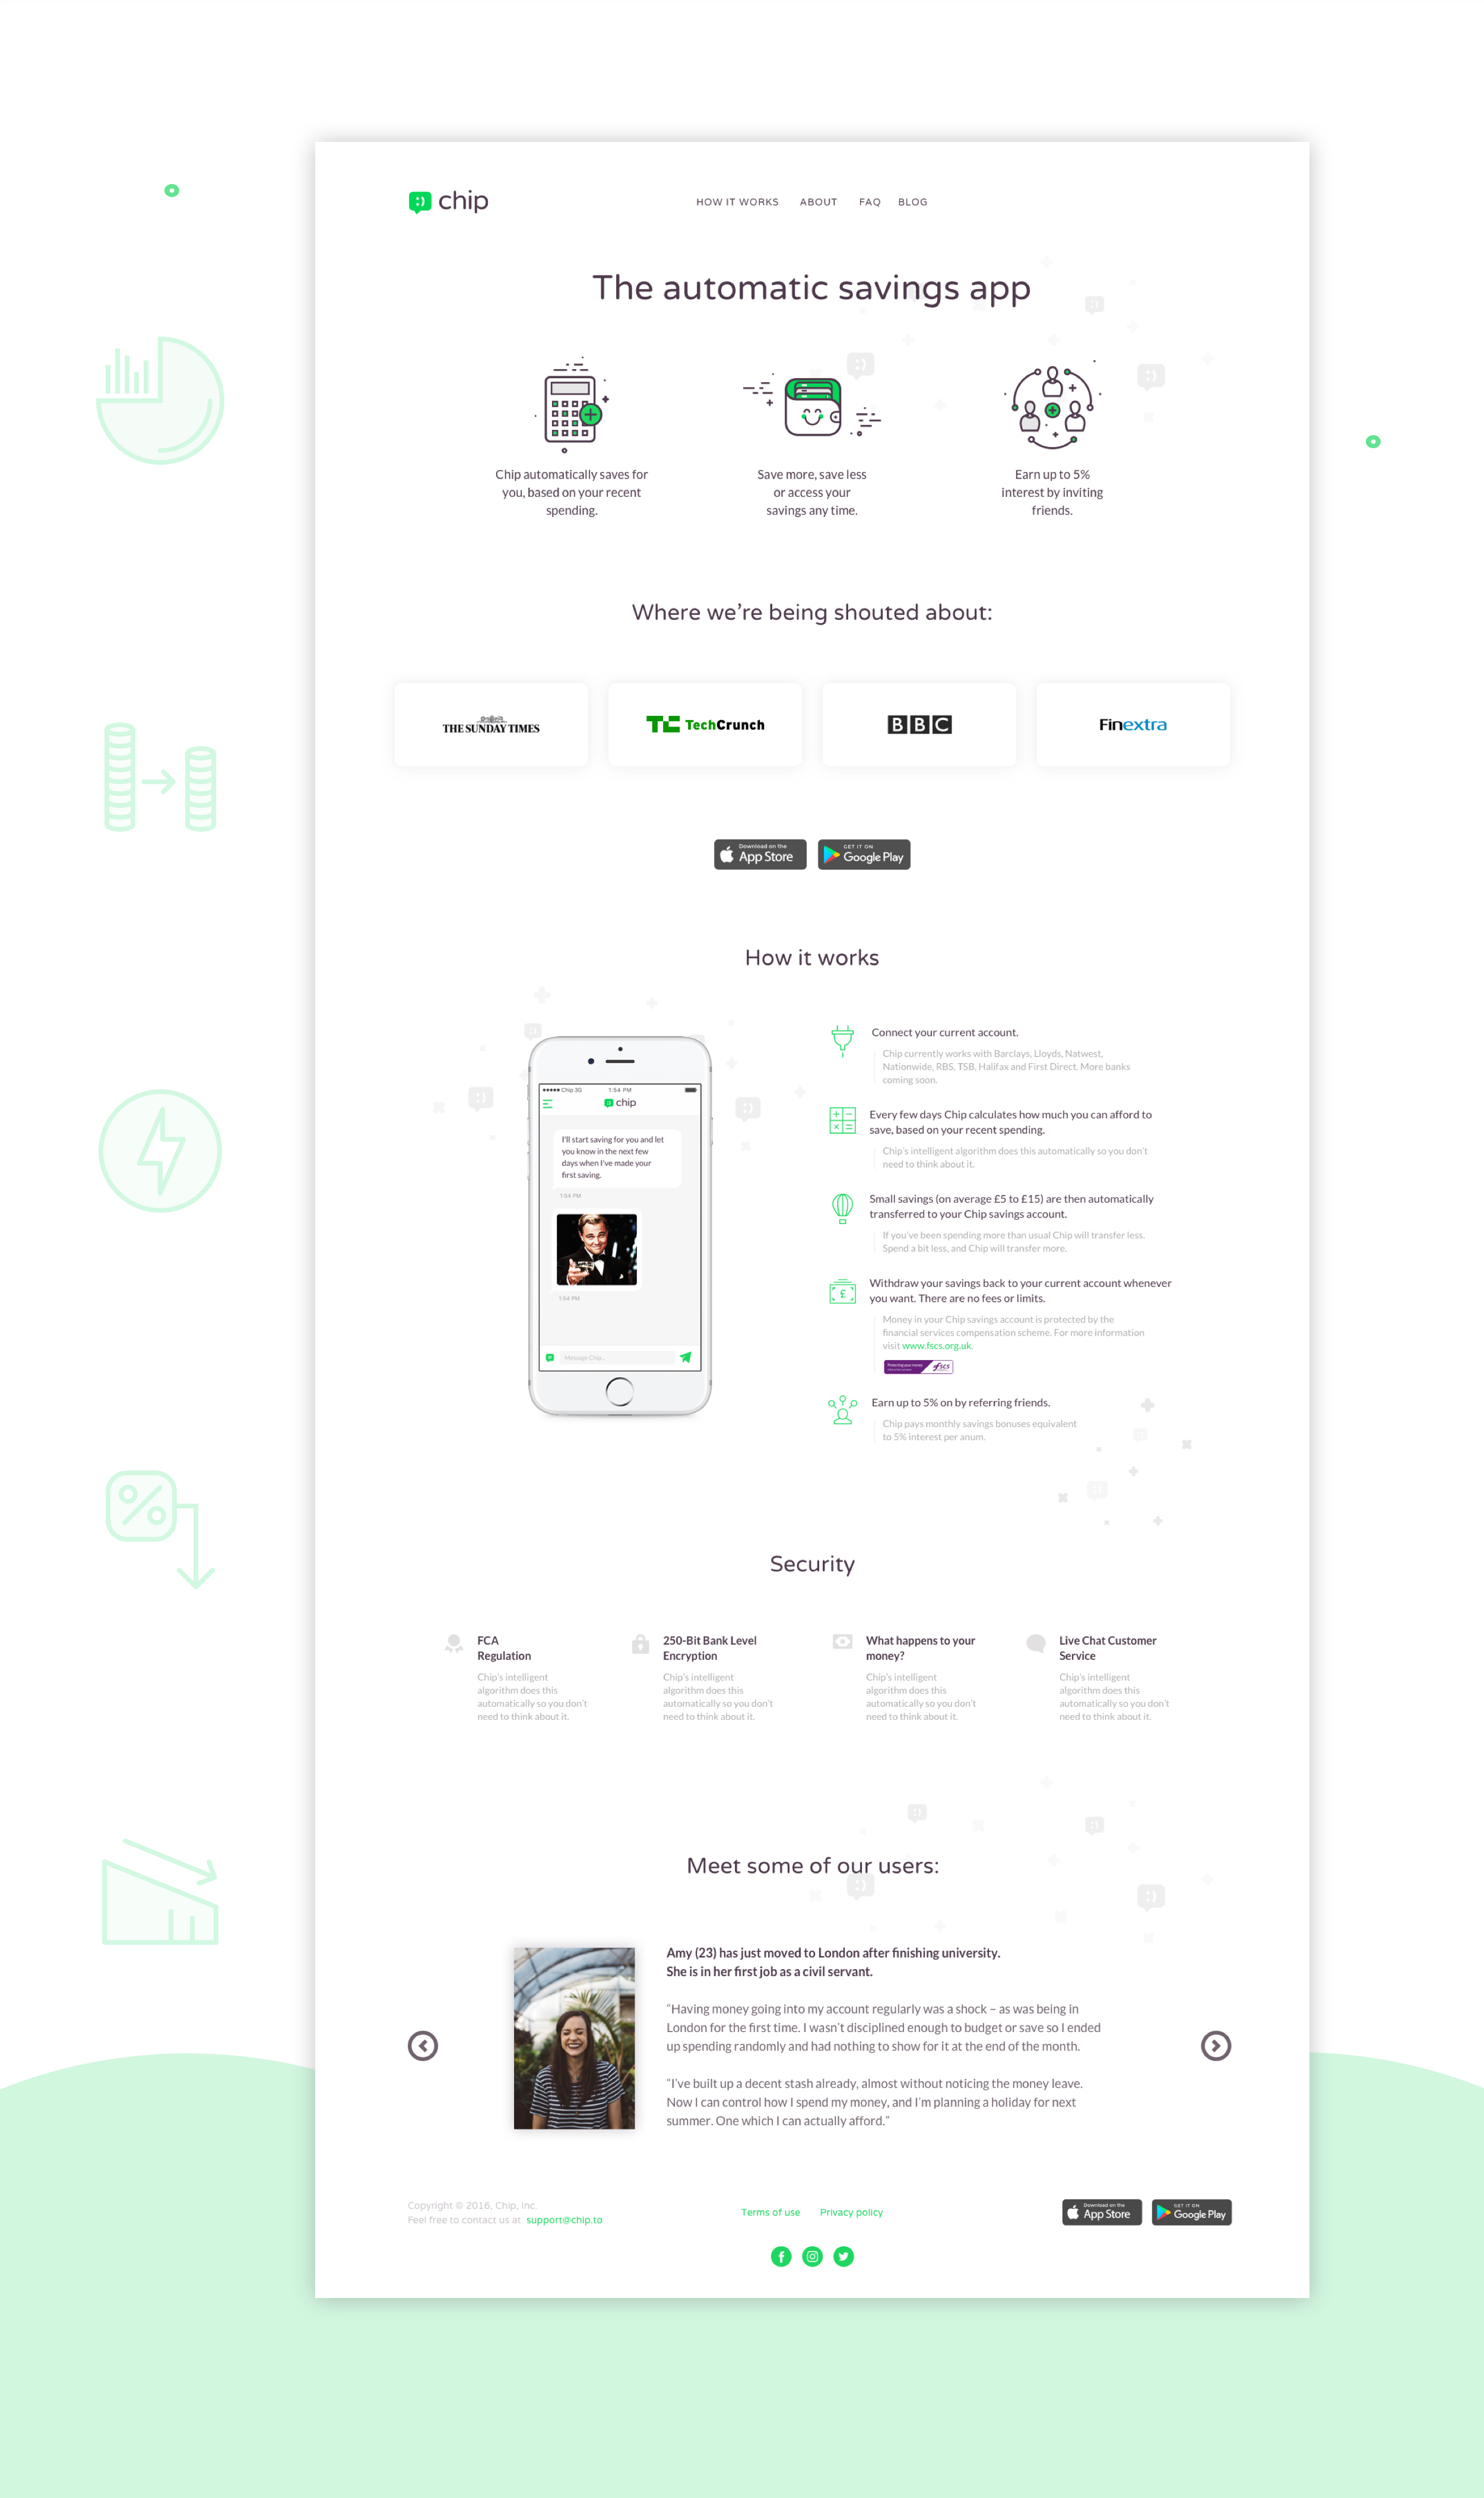 chip
HOW IT WORKS
ABOUT
FAQ
BLOG
The automatic savings app
Chip automatically saves for
you, based on your recent
spending.
Save more, save less
or access your
savings any time.
Earn up to 5%
interest by inviting
friends.
Where we're being shouted about:
THE SUNDAY TIMES
TechCrunch
BBC
Finextra
Download on the
App Store
GET IT ON
Google Play
How it works
Chip 3G
1:54 PM
chip
I'll start saving for you and let
you know in the next few
days when I've made your
first saving.
1:54 PM
1:54 PM
Message Chip...
Connect your current account.
Chip currently works with Barclays, Lloyds, Natwest,
Nationwide, RBS, TSB, Halifax and First Direct. More banks
coming soon.
Every few days Chip calculates how much you can afford to
save, based on your recent spending.
Chip's intelligent algorithm does this automatically so you don't
need to think about it.
Small savings (on average £5 to £15) are then automatically
transferred to your Chip savings account.
If you've been spending more than usual Chip will transfer less.
Spend a bit less, and Chip will transfer more.
£
Withdraw your savings back to your current account whenever
you want. There are no fees or limits.
Money in your Chip savings account is protected by the
financial services compensation scheme. For more information
visit www.fscs.org.uk.
Protecting your money
fscs
Earn up to 5% on by referring friends.
Chip pays monthly savings bonuses equivalent
to 5% interest per anum.
Security
FCA
Regulation
Chip's intelligent
algorithm does this
automatically so you don't
need to think about it.
250-Bit Bank Level
Encryption
Chip's intelligent
algorithm does this
automatically so you don't
need to think about it.
What happens to your
money?
Chip's intelligent
algorithm does this
automatically so you don't
need to think about it.
Live Chat Customer
Service
Chip's intelligent
algorithm does this
automatically so you don't
need to think about it.
Meet some of our users:
Amy (23) has just moved to London after finishing university.
She is in her first job as a civil servant.
"Having money going into my account regularly was a shock – as was being in
London for the first time. I wasn't disciplined enough to budget or save so I ended
up spending randomly and had nothing to show for it at the end of the month.
"I've built up a decent stash already, almost without noticing the money leave.
Now I can control how I spend my money, and I'm planning a holiday for next
summer. One which I can actually afford."
Copyright © 2016, Chip, Inc.
Feel free to contact us at support@chip.to
Terms of use
Privacy policy
Download on the
App Store
GET IT ON
Google Play